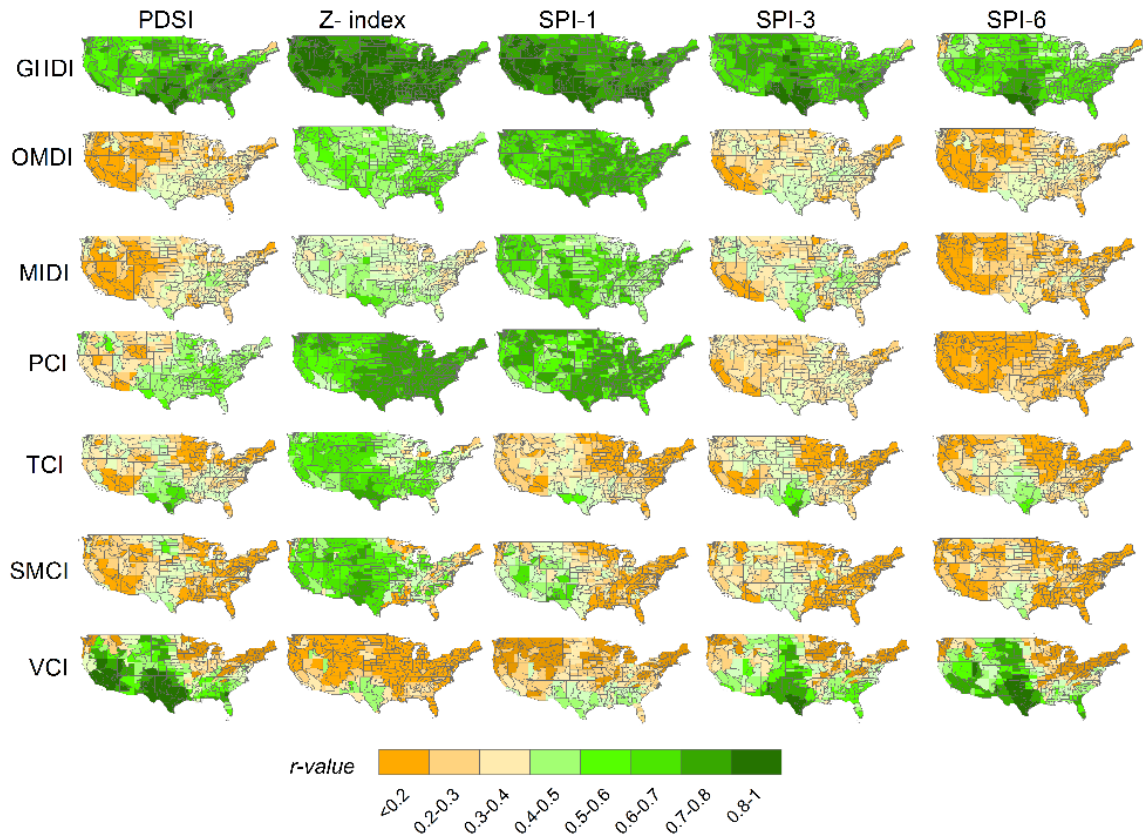 PDSI Z- index SPI-1 SPI-3 SPI-6
GIIDI
OMDI
MIDI
PCI
TCI
SMCI
VCI
r-value
<0.2 0.2-0.3 0.3-0.4 0.4-0.5 0.5-0.6 0.6-0.7 0.7-0.8 0.8-1